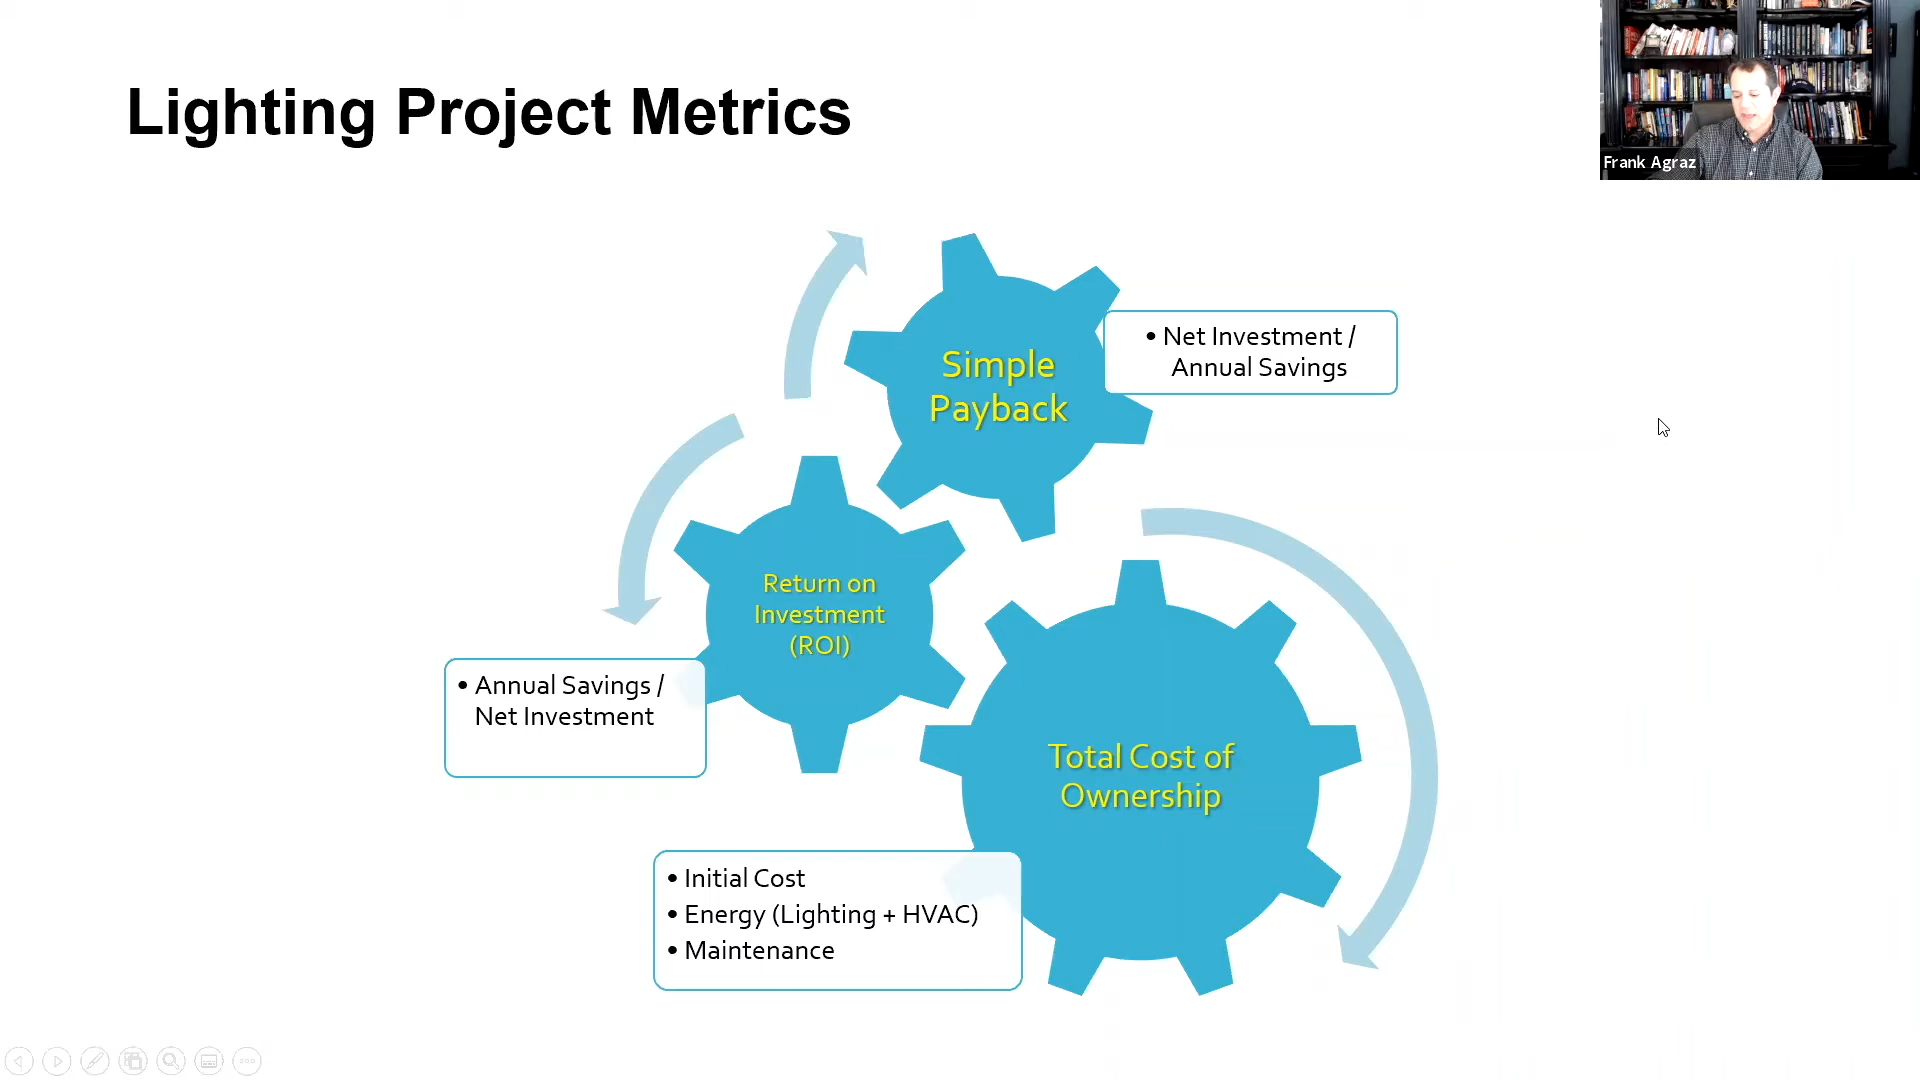 Lighting Project Metrics
Frank Agraz
Simple
Payback
• Net Investment /
Annual Savings
Return on
Investment
(ROI)
• Annual Savings /
Net Investment
Total Cost of
Ownership
• Initial Cost
• Energy (Lighting + HVAC)
• Maintenance